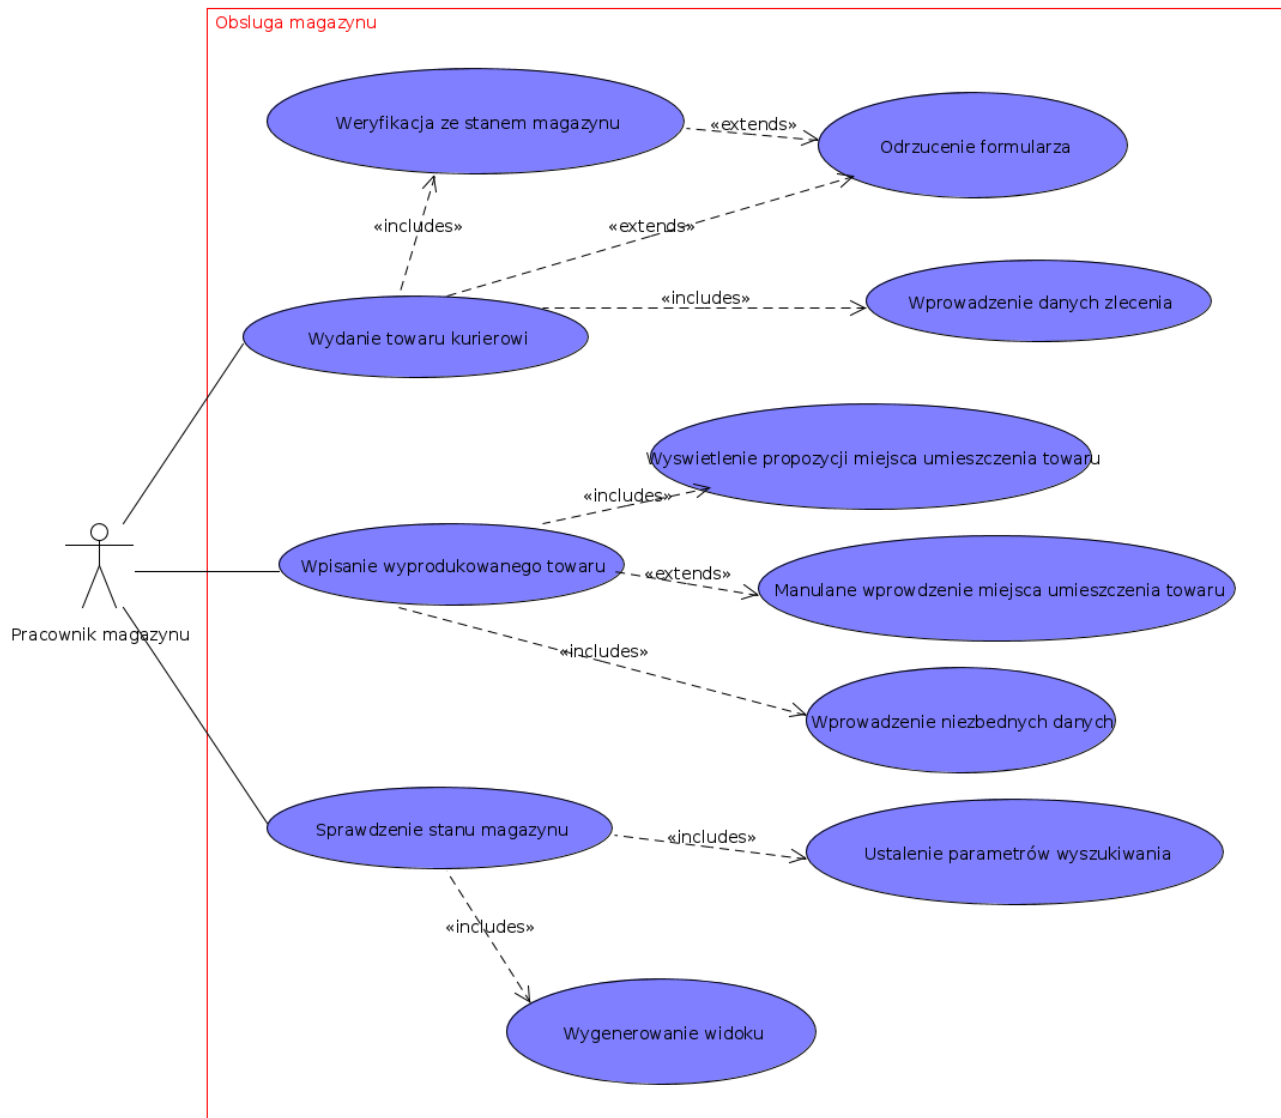 Obsluga magazynu
Weryfikacja ze stanem magazynu
«extends»
Odrzucenie formularza
«includes»
«extends»
Wydanie towaru kurierowi
«includes»
Wprowadzenie danych zlecenia
Wyswietlenie propozycji miejsca umieszczenia towaru
«includes»
Wpisanie wyprodukowanego towaru
«extends»
Manulane wprowdzenie miejsca umieszczenia towaru
Pracownik magazynu
«includes»
Wprowadzenie niezbednych danych
Sprawdzenie stanu magazynu
«includes»
Ustalenie parametrów wyszukiwania
«includes»
Wygenerowanie widoku